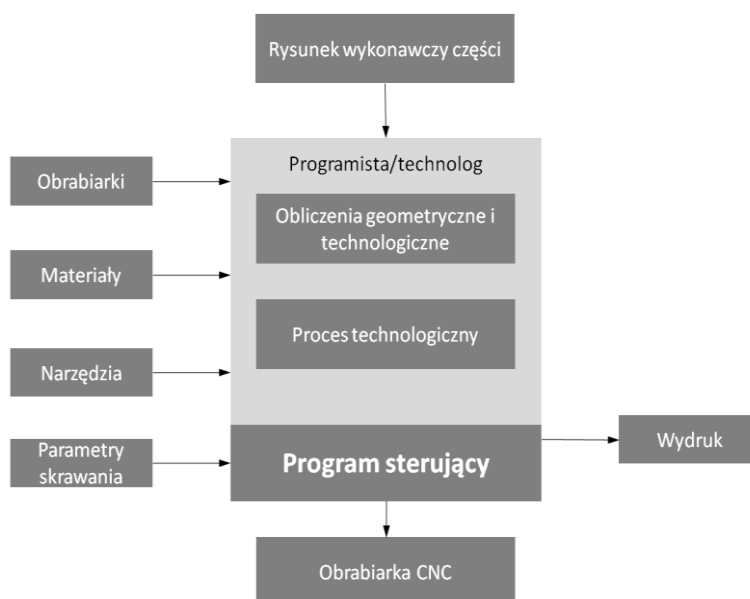 Rysunek wykonawczy części
Programista/technolog
Obrabiarki
Obliczenia geometryczne i
technologiczne
Materiały
Proces technologiczny
Narzędzia
Parametry
skrawania
Program sterujący
Wydruk
Obrabiarka CNC